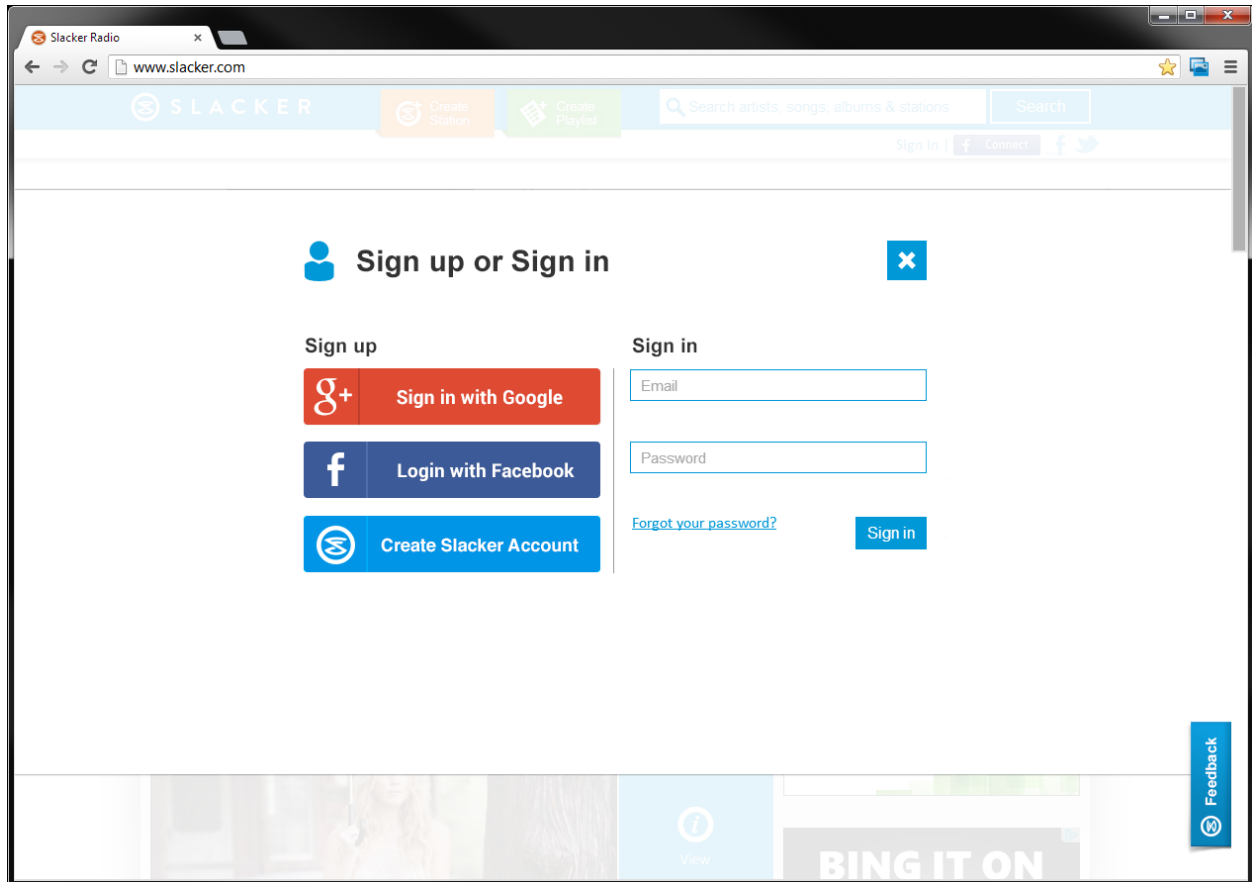 Slacker Radio
www.slacker.com
SLACKER
Create Station
Create Playlist
Search artists, songs, albums & stations
Search
Sign In |
f Connect
f
Sign up or Sign in
Sign up
Sign in
g+ Sign in with Google
Email
f Login with Facebook
Password
Create Slacker Account
Forgot your password?
Sign in
Feedback
View
BING IT ON